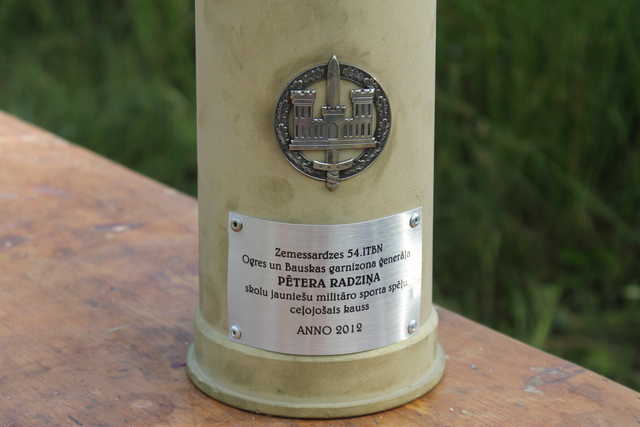 Zemessardzes 54.ITBN
Ogres un Bauskas garnizona ģenerāļa
PĒTERA RADZIŅA
skolu jauniešu militāro sporta spēļu
ceļojošais kauss
ANNO 2012